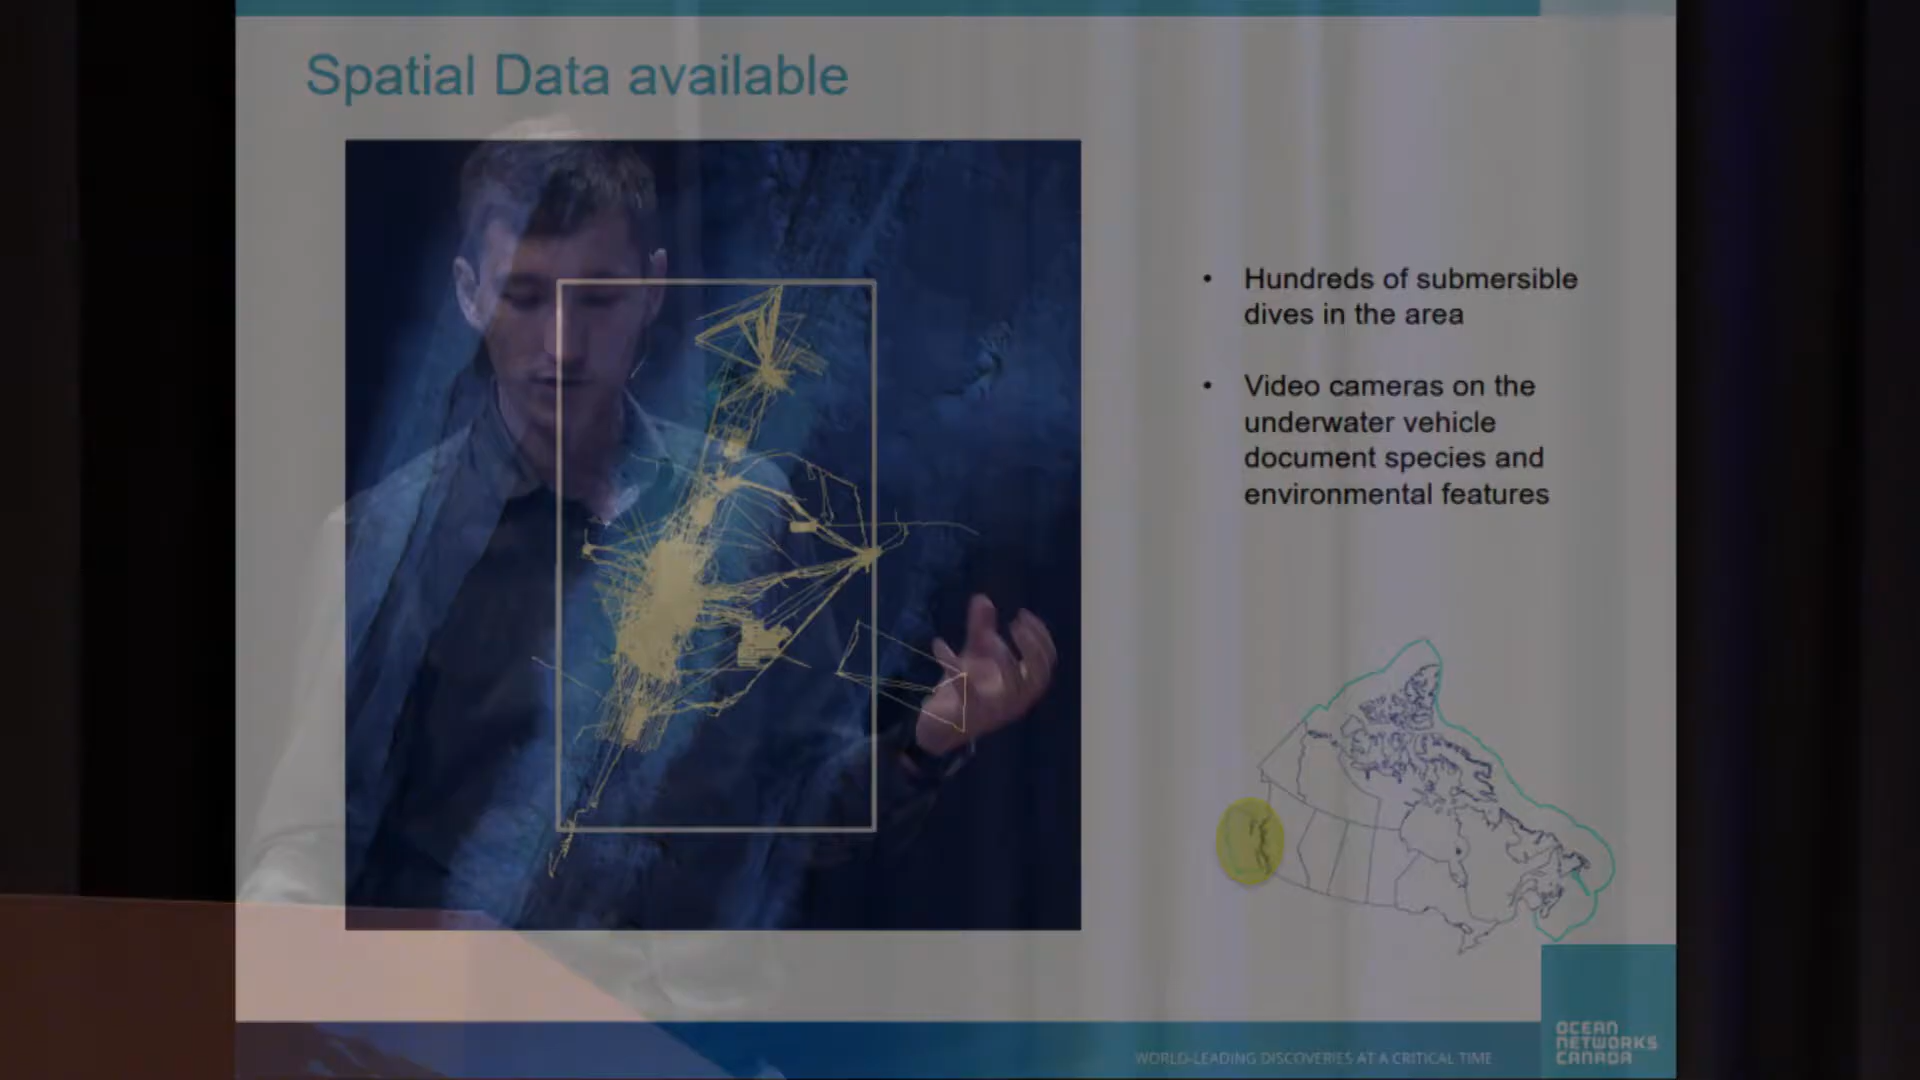 Spatial Data available
• Hundreds of submersible
dives in the area
• Video cameras on the
underwater vehicle
document species and
environmental features
WORLD-LEADING DISCOVERIES AT A CRITICAL TIME
OCEAN
NETWORKS
CANADA